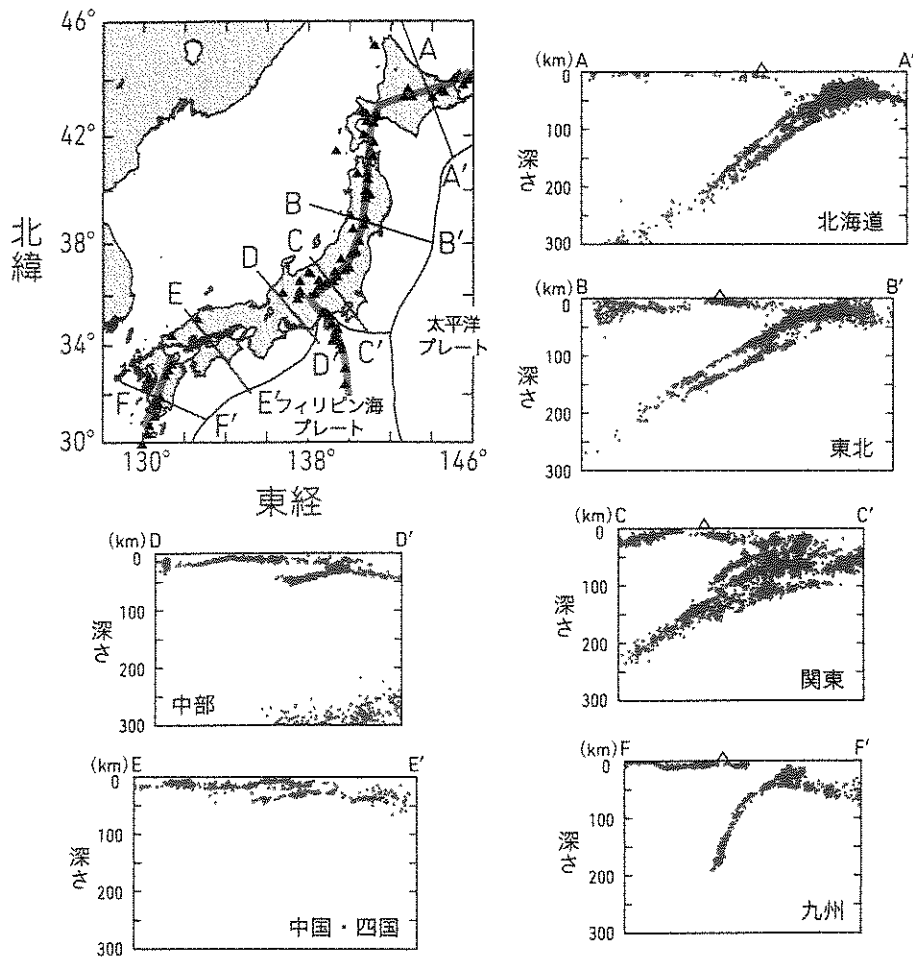 46°
42°
38°
34°
30°
北緯
130°
138°
146°
東経
A
A'
B
B'
C
C'
D
D'
E
E'
F
F'
太平洋
プレート
フィリピン海
プレート
(km) A A'
0
100
200
300
深さ
北海道
(km) B B'
0
100
200
300
深さ
東北
(km) C C'
0
100
200
300
深さ
関東
(km) D D'
0
100
200
300
深さ
中部
(km) E E'
0
100
200
300
深さ
中国・四国
(km) F F'
0
100
200
300
深さ
九州